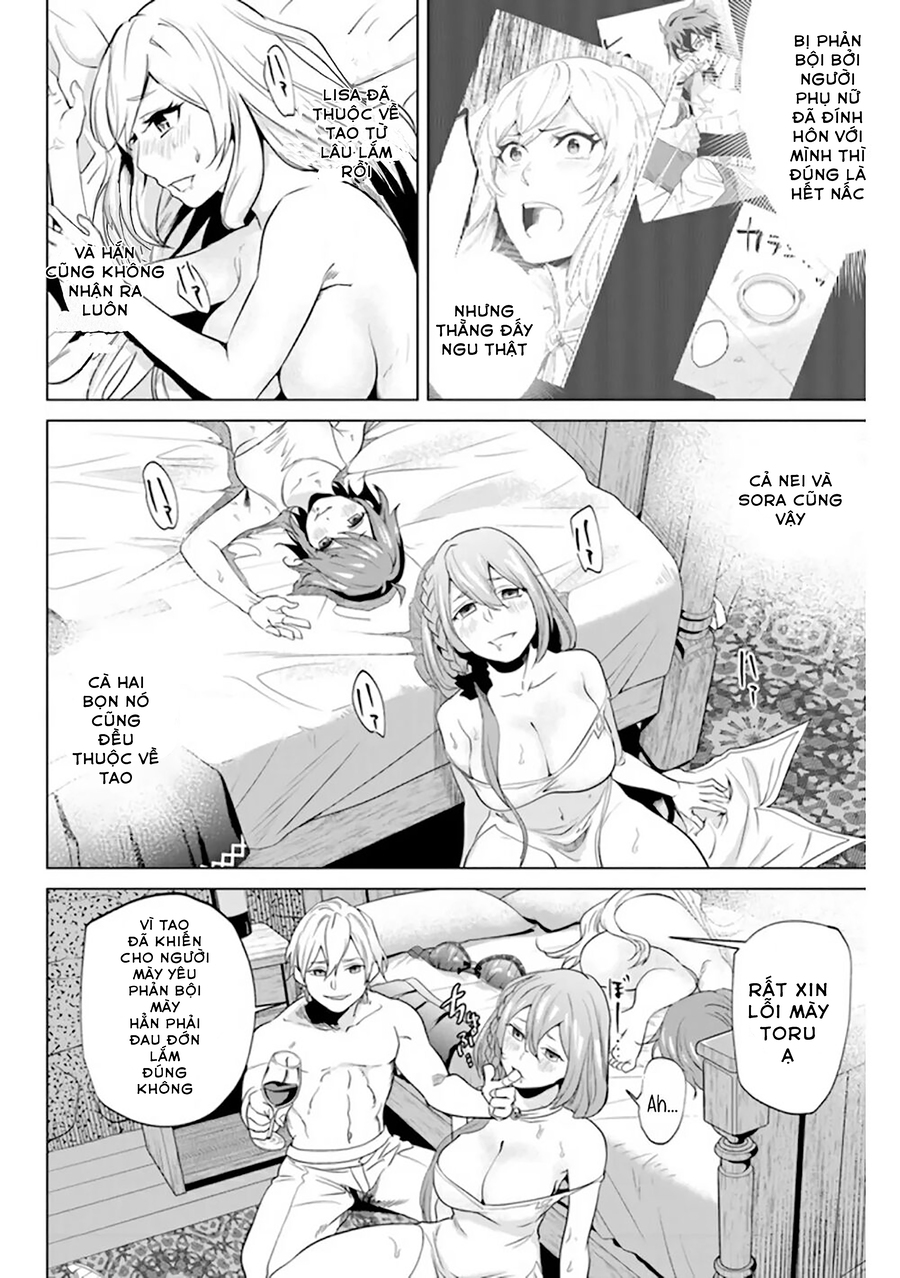 BỊ PHẢN
BỘI BỞI
NGƯỜI
PHỤ NỮ
ĐÃ ĐÍNH
HÔN VỚI
MÌNH THÌ
ĐÚNG LÀ
HẾT NẤC
カラン……
NHƯNG
THẰNG ĐẤY
NGU THẬT
LISA ĐÃ
THUỘC VỀ
TAO TỪ
LÂU LẮM
RỒI
VÀ HẮN
CŨNG KHÔNG
NHẬN RA
LUÔN
CẢ NEI VÀ
SORA CŨNG
VẬY
CẢ HAI
BỌN NÓ
CŨNG
ĐỀU
THUỘC VỀ
TAO
RẤT XIN
LỖI MÀY
TORU
Ạ
Ah...
VÌ TAO
ĐÃ KHIẾN
CHO NGƯỜI
MÀY YÊU
PHẢN BỘI
MÀY
HẲN PHẢI
ĐAU ĐỚN
LẮM
ĐÚNG
KHÔNG